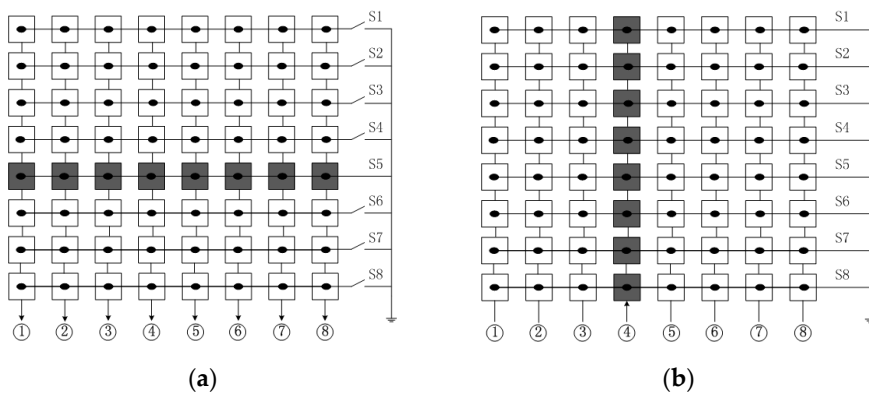 S1
S2
S3
S4
S5
S6
S7
S8
① ② ③ ④ ⑤ ⑥ ⑦ ⑧
(a)
S1
S2
S3
S4
S5
S6
S7
S8
① ② ③ ④ ⑤ ⑥ ⑦ ⑧
(b)